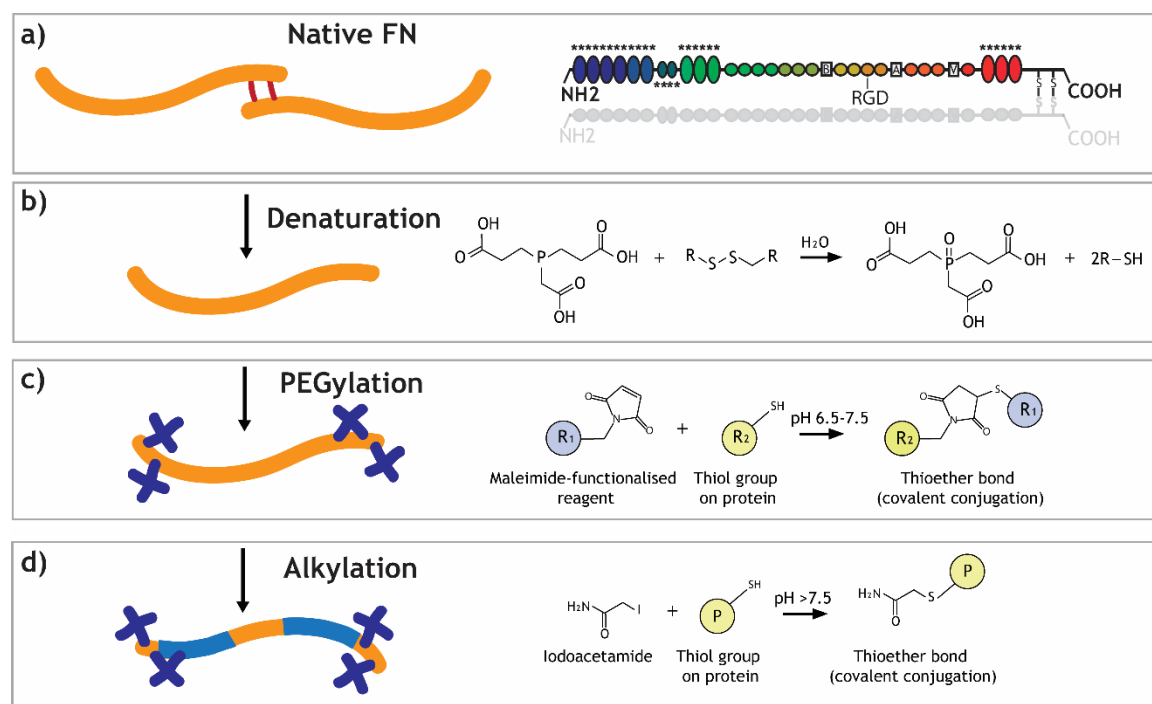 a)
Native FN
************* ****** ******
****
B A V
NH2
RGD
S S
S S
COOH
NH2
COOH
b)
Denaturation
OH
O
O
P
OH
O
OH
+
R
S
S
R
H₂O
OH
O
O
O
P
OH
O
OH
+ 2R–SH
c)
PEGylation
O
N
O
R₁
+
SH
R₂
pH 6.5-7.5
O
N
O
S
R₁
R₂
Maleimide-functionalised
reagent
Thiol group
on protein
Thioether bond
(covalent conjugation)
d)
Alkylation
H₂N
I
O
+
SH
P
pH >7.5
H₂N
O
S
P
Iodoacetamide
Thiol group
on protein
Thioether bond
(covalent conjugation)